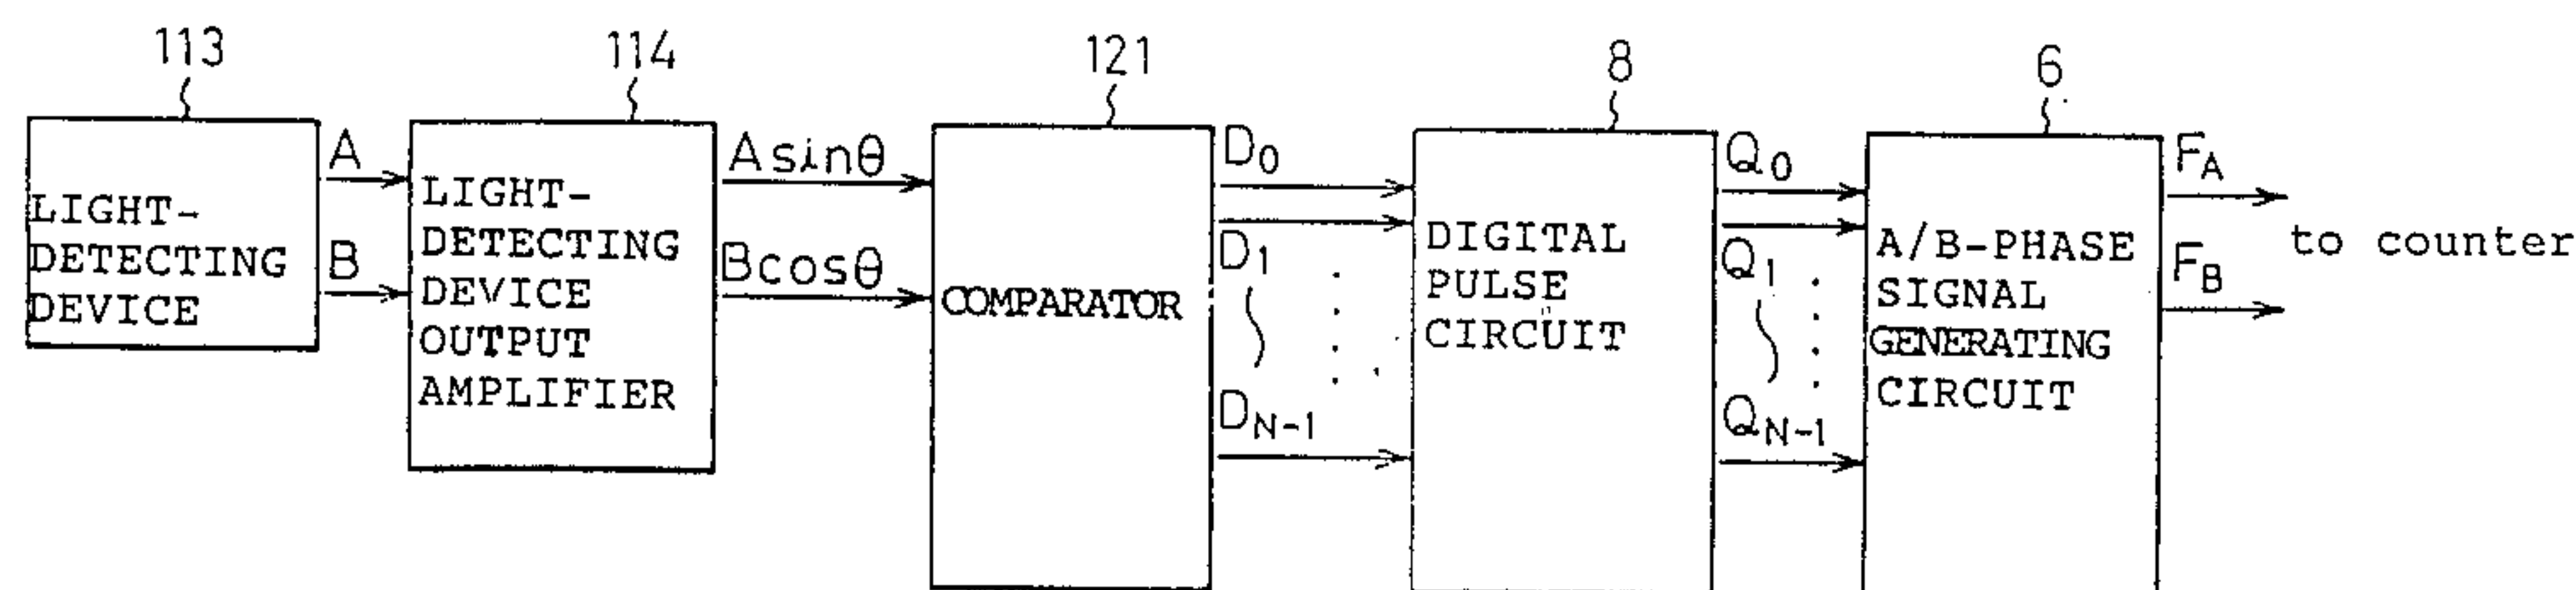 113
114
121
8
6
LIGHT-
DETECTING
DEVICE
A
B
LIGHT-
DETECTING
DEVICE
OUTPUT
AMPLIFIER
Asinθ
Bcosθ
COMPARATOR
D0
D1
DN-1
DIGITAL
PULSE
CIRCUIT
Q0
Q1
QN-1
A/B-PHASE
SIGNAL
GENERATING
CIRCUIT
FA
FB
to counter